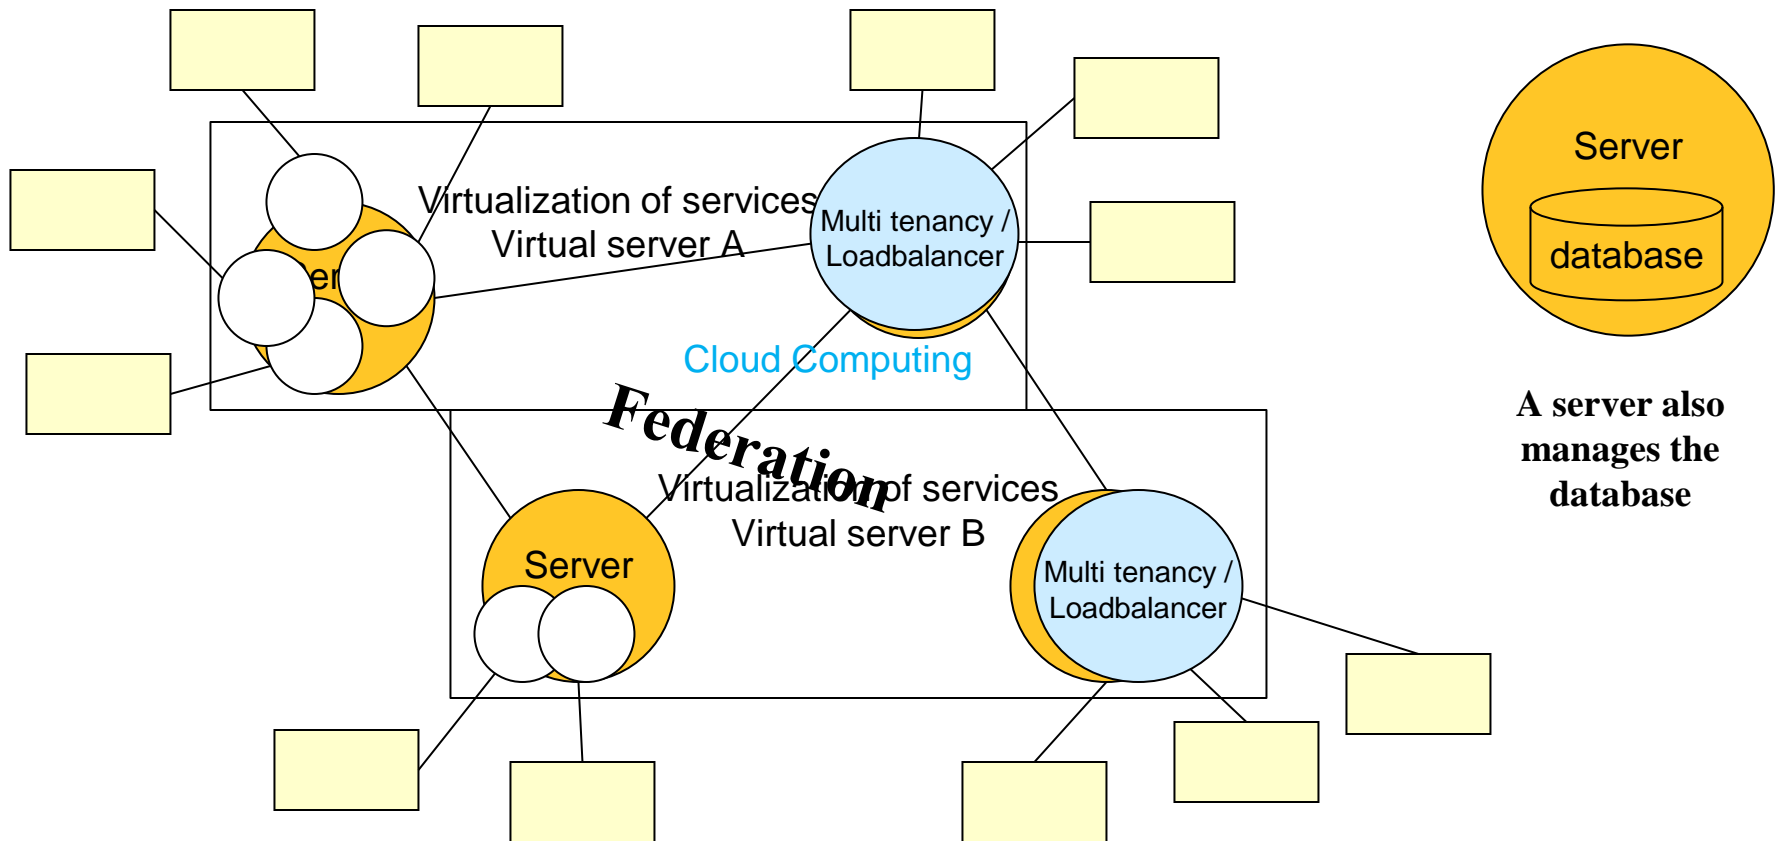 Virtualization of services
Virtual server A
Multi tenancy /
Loadbalancer
Cloud Computing
Federation
Virtualization of services
Virtual server B
Server
Multi tenancy /
Loadbalancer
Server
database
A server also
manages the
database